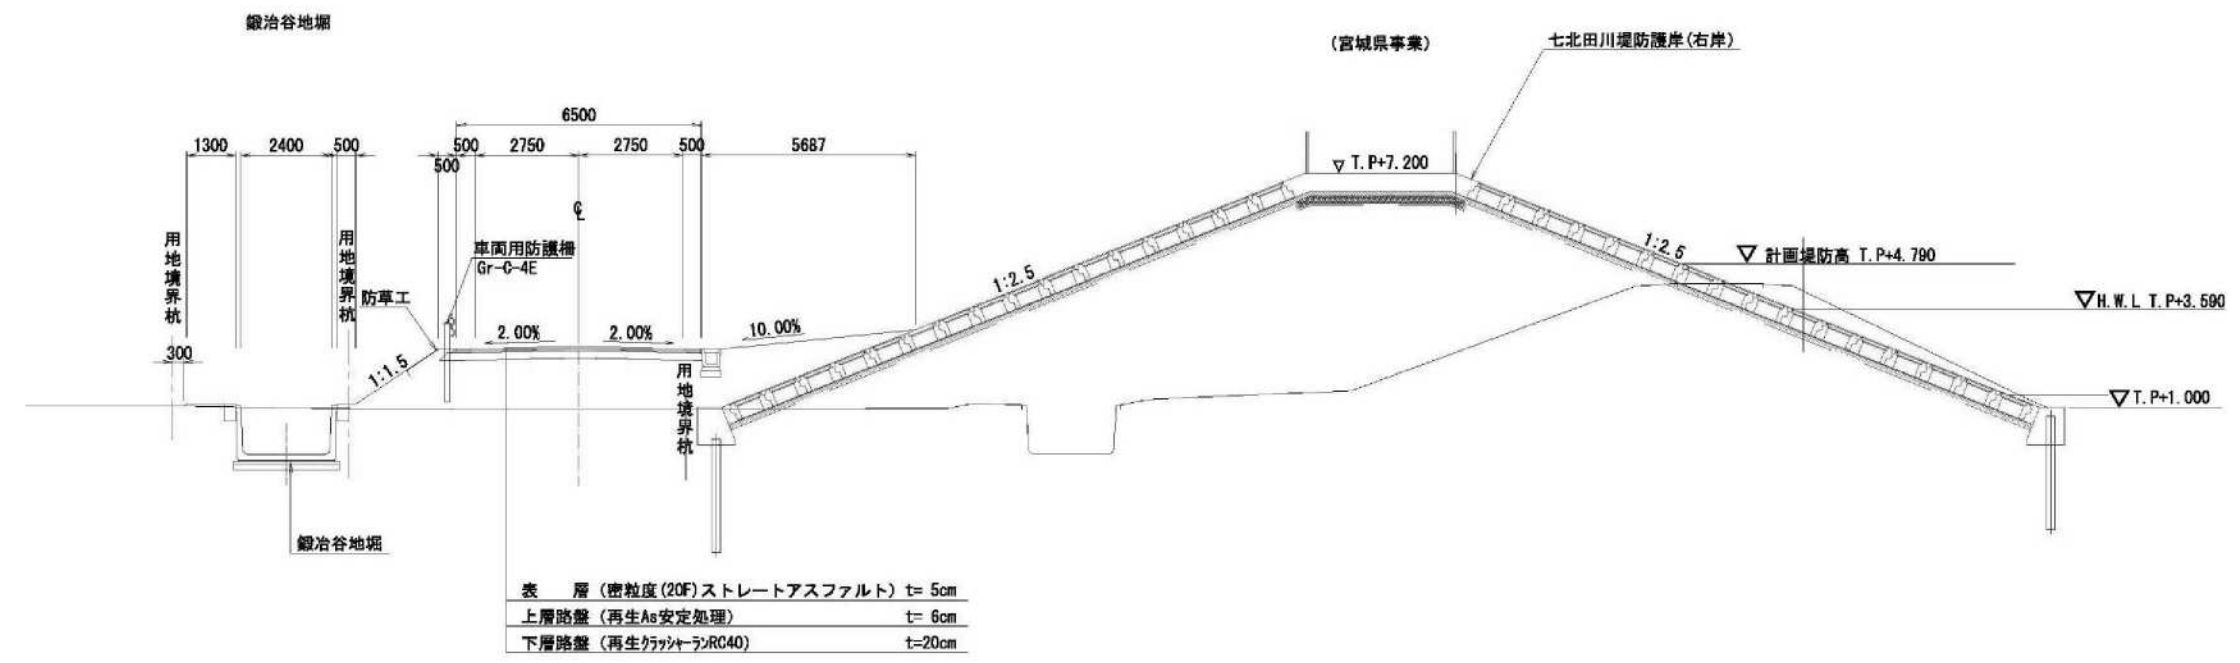 鍛冶谷地堀
(宮城県事業)
七北田川堤防護岸(右岸)
6500
1300
2400
500
500
2750
2750
500
5687
500
▽ T.P+7.200
℄
用地境界杭
用地境界杭
車両用防護柵
Gr-C-4E
防草工
1:2.5
▽ 計画堤防高 T.P+4.790
1:2.5
▽H.W.L T.P+3.590
2.00%
2.00%
10.00%
300
1:1.5
用地境界杭
▽T.P+1.000
鍛冶谷地堀
表 層 (密粒度(20F)ストレートアスファルト) t= 5cm
上層路盤 (再生As安定処理) t= 6cm
下層路盤 (再生クラッシャーランRC40) t=20cm